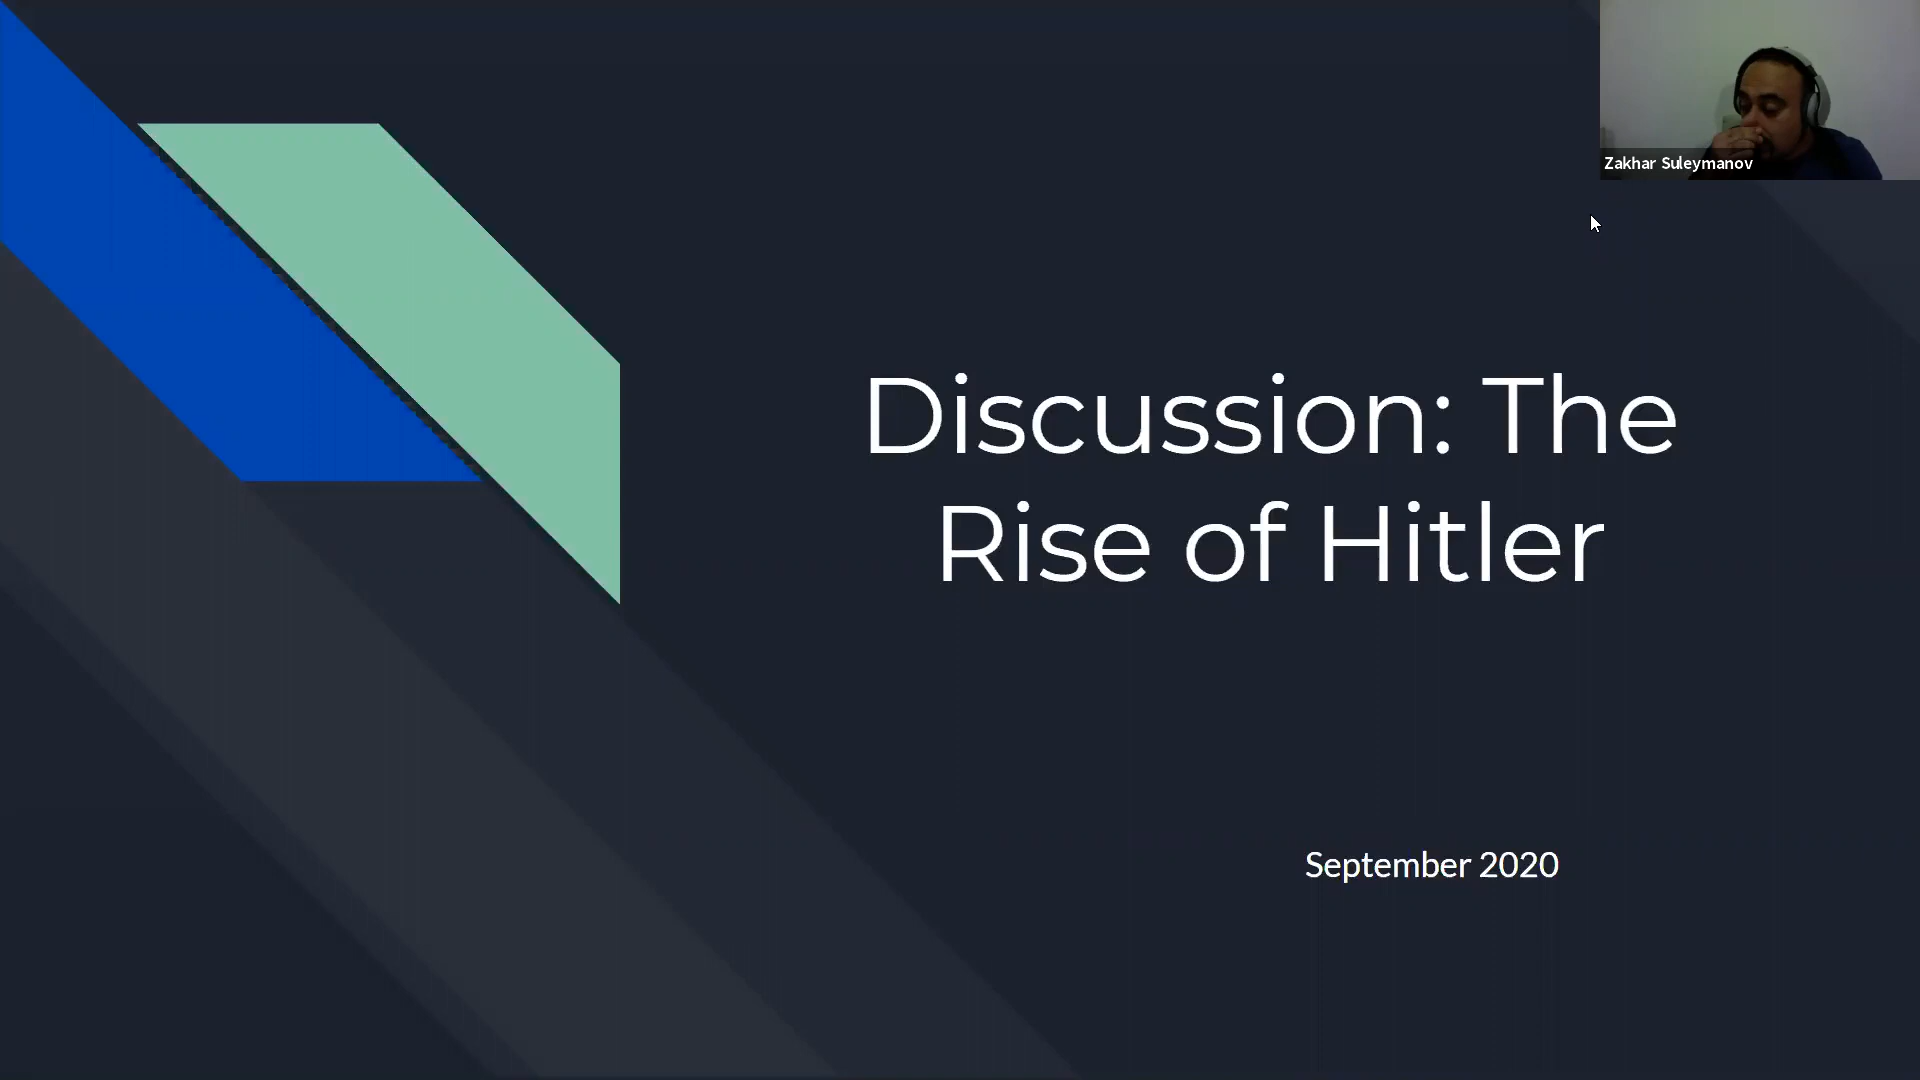 Zakhar Suleymanov
Discussion: The
Rise of Hitler
September 2020